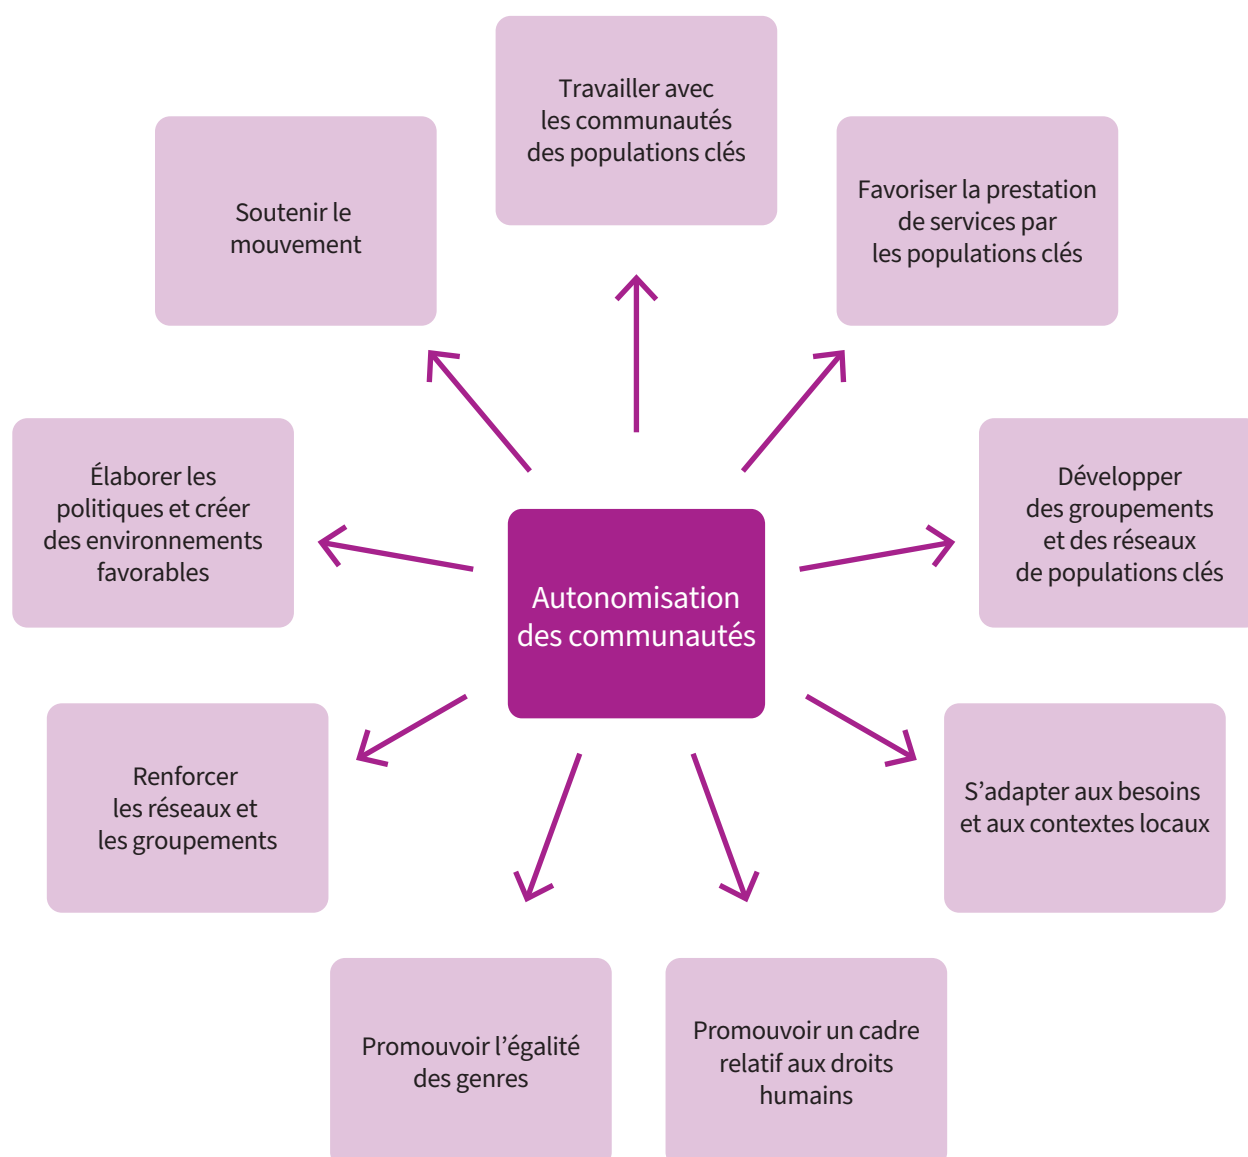 Travailler avec
les communautés
des populations clés
Favoriser la prestation
de services par
les populations clés
Développer
des groupements
et des réseaux
de populations clés
S’adapter aux besoins
et aux contextes locaux
Promouvoir un cadre
relatif aux droits
humains
Promouvoir l’égalité
des genres
Renforcer
les réseaux et
les groupements
Élaborer les
politiques et créer
des environnements
favorables
Soutenir le
mouvement
Autonomisation
des communautés